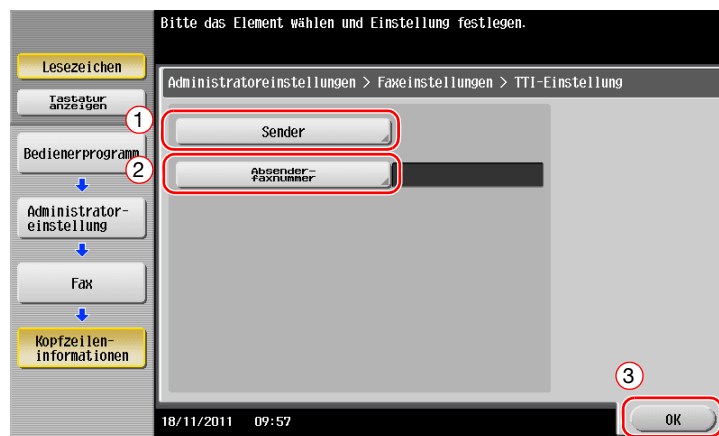 Bitte das Element wählen und Einstellung festlegen.
Lesezeichen
Tastatur
anzeigen
Bedienerprogramm
Administrator-
einstellung
Fax
Kopfzeilen-
informationen
Administratoreinstellungen > Faxeinstellungen > TTI-Einstellung
1
Sender
2
Absender-
faxnummer
3
18/11/2011 09:57
OK